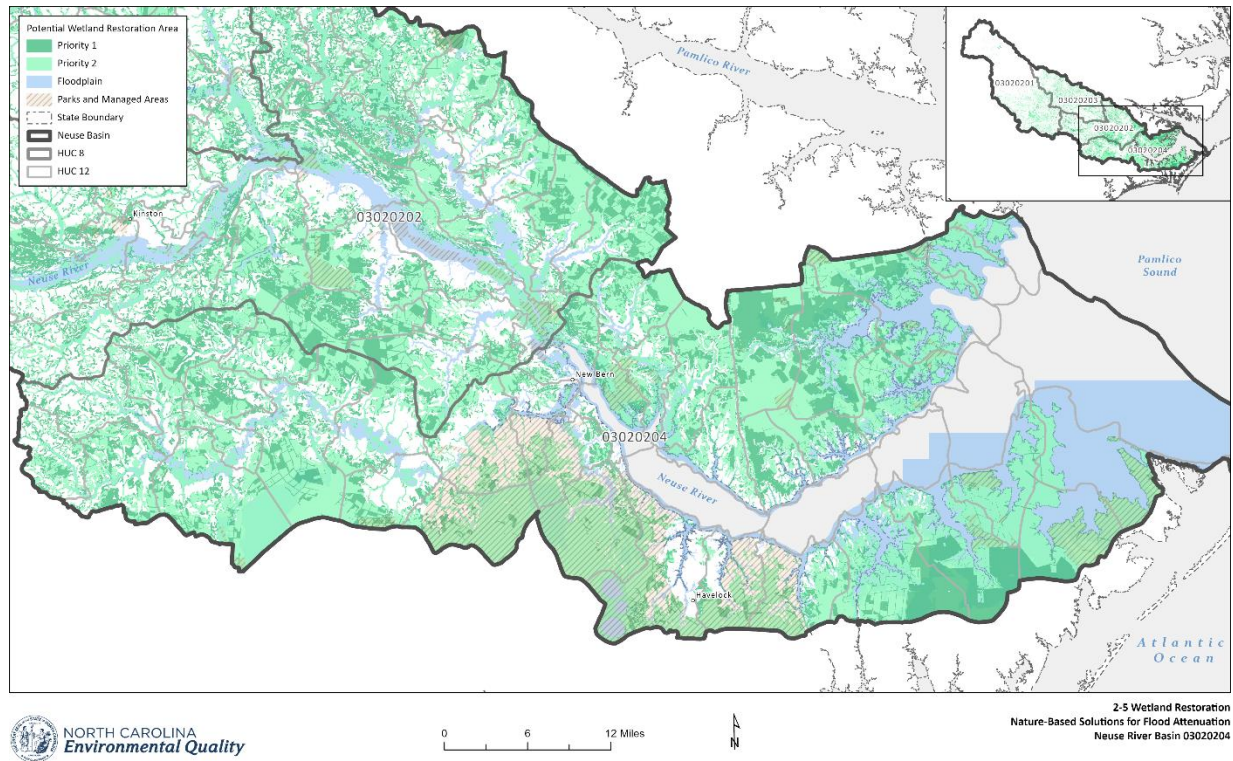 Potential Wetland Restoration Area
Priority 1
Priority 2
Floodplain
Parks and Managed Areas
State Boundary
Neuse Basin
HUC 8
HUC 12
Pamlico River
03020201
03020203
03020202
03020204
Kinston
03020202
Neuse River
Pamlico
Sound
New Bern
03020204
Neuse River
Havelock
Atlantic
Ocean
NORTH CAROLINA
Environmental Quality
0 6 12 Miles
N
2-5 Wetland Restoration
Nature-Based Solutions for Flood Attenuation
Neuse River Basin 03020204